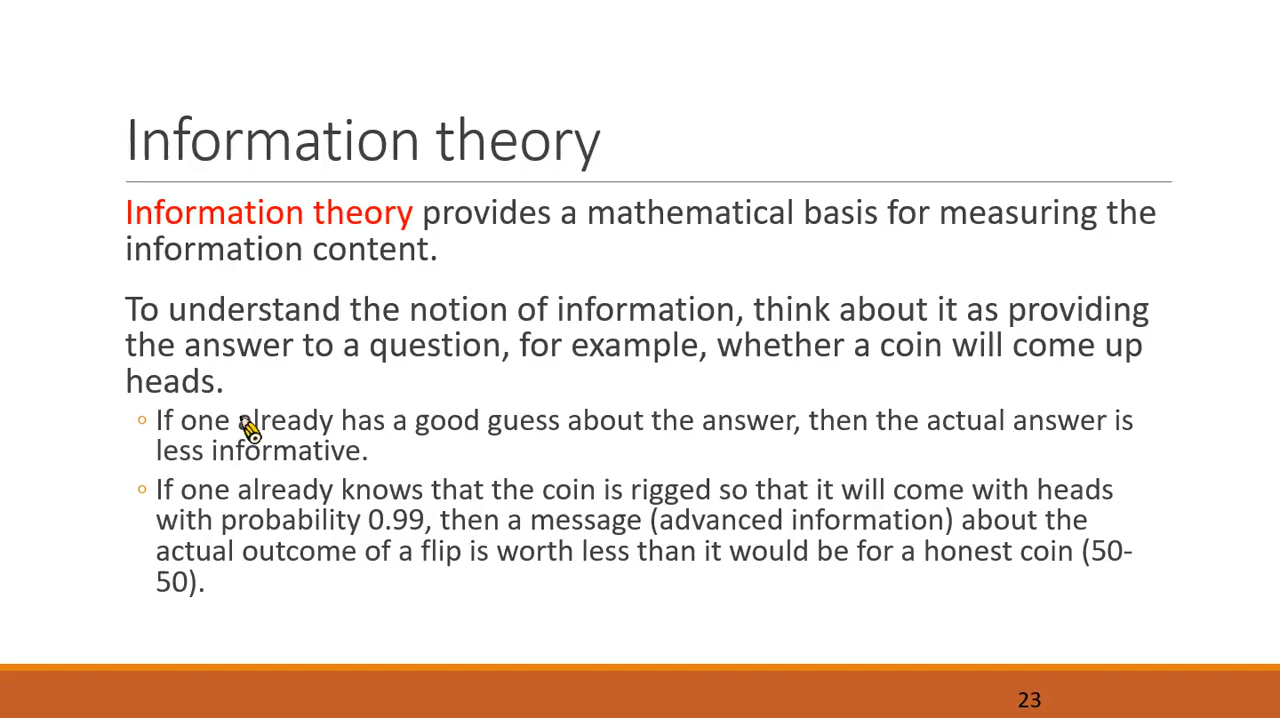 Information theory
Information theory provides a mathematical basis for measuring the
information content.
To understand the notion of information, think about it as providing
the answer to a question, for example, whether a coin will come up
heads.
◦ If one already has a good guess about the answer, then the actual answer is
less informative.
◦ If one already knows that the coin is rigged so that it will come with heads
with probability 0.99, then a message (advanced information) about the
actual outcome of a flip is worth less than it would be for a honest coin (50-
50).
23